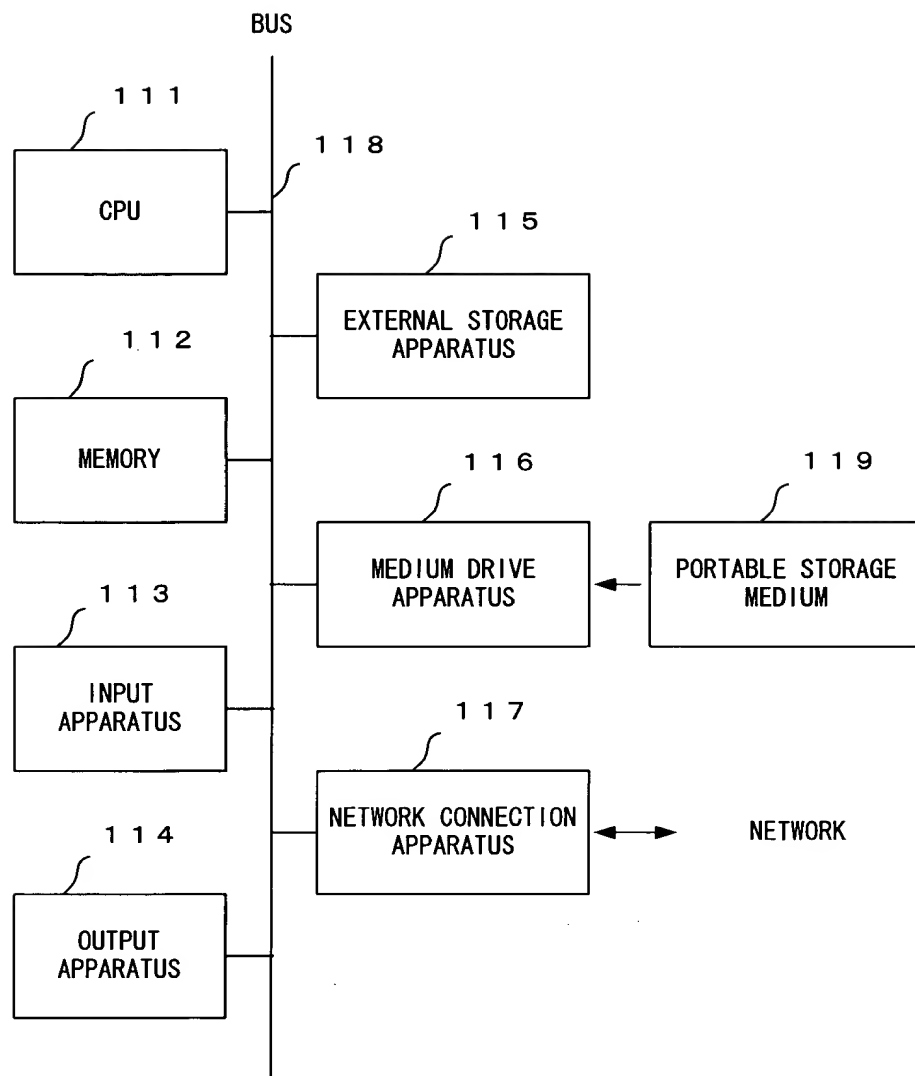 BUS
111
118
CPU
115
EXTERNAL STORAGE
APPARATUS
112
MEMORY
116
119
MEDIUM DRIVE
APPARATUS
PORTABLE STORAGE
MEDIUM
113
INPUT
APPARATUS
117
NETWORK CONNECTION
APPARATUS
NETWORK
114
OUTPUT
APPARATUS